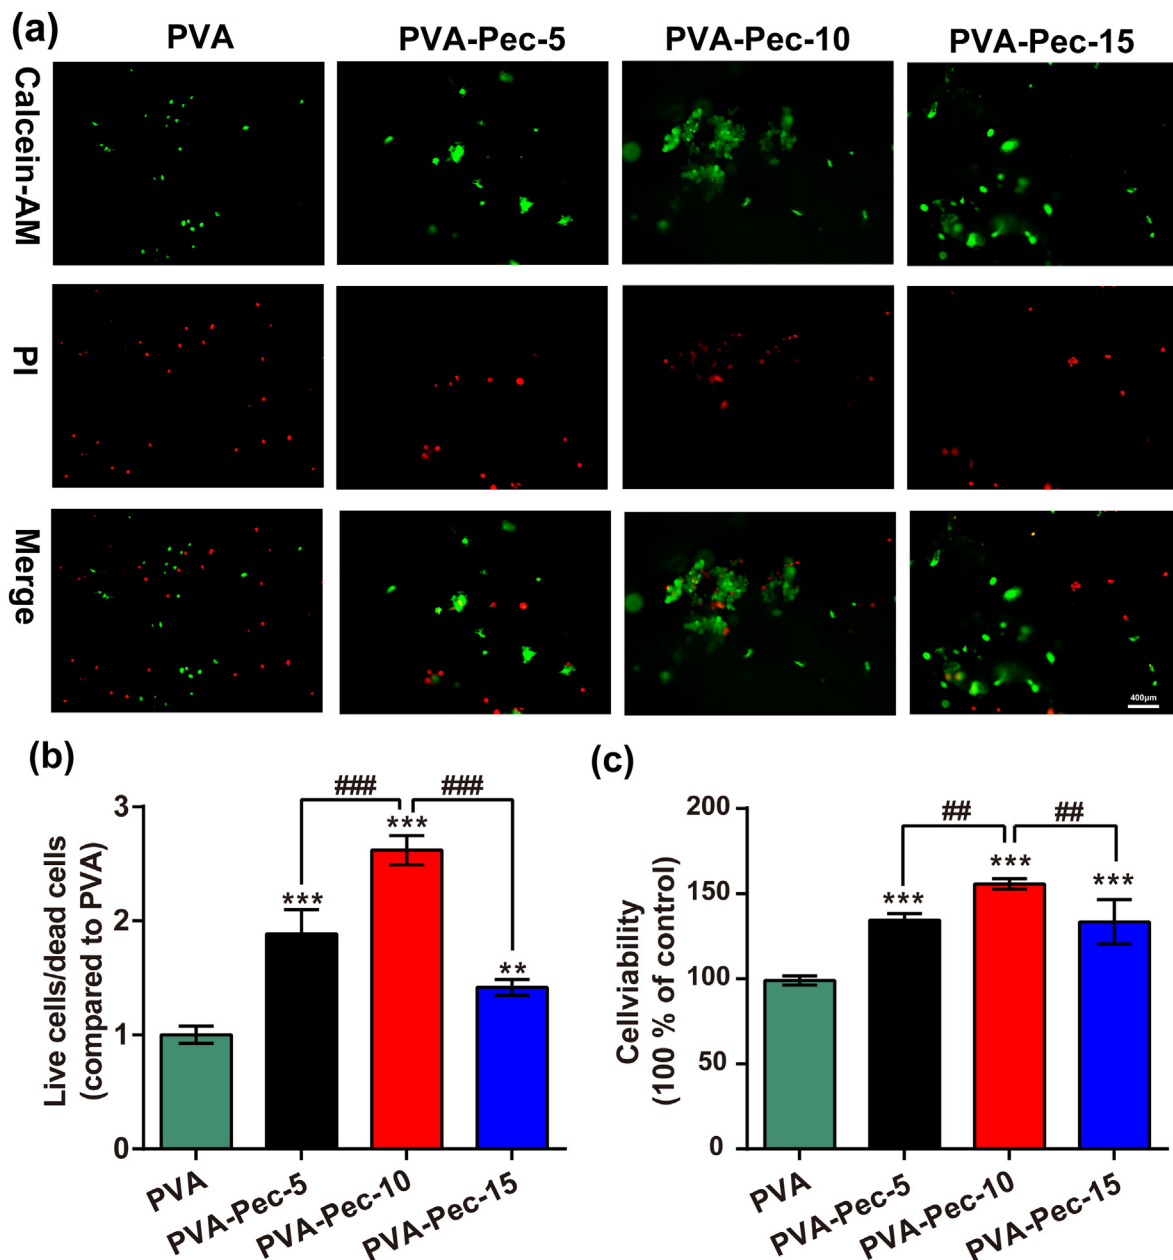 (a)
PVA
PVA-Pec-5
PVA-Pec-10
PVA-Pec-15
Calcein-AM
PI
Merge
400μm
(b)
Live cells/dead cells
(compared to PVA)
3
2
1
0
###
###
***
***
**
PVA
PVA-Pec-5
PVA-Pec-10
PVA-Pec-15
(c)
Cellviability
(100 % of control)
200
150
100
50
0
##
##
***
***
***
PVA
PVA-Pec-5
PVA-Pec-10
PVA-Pec-15